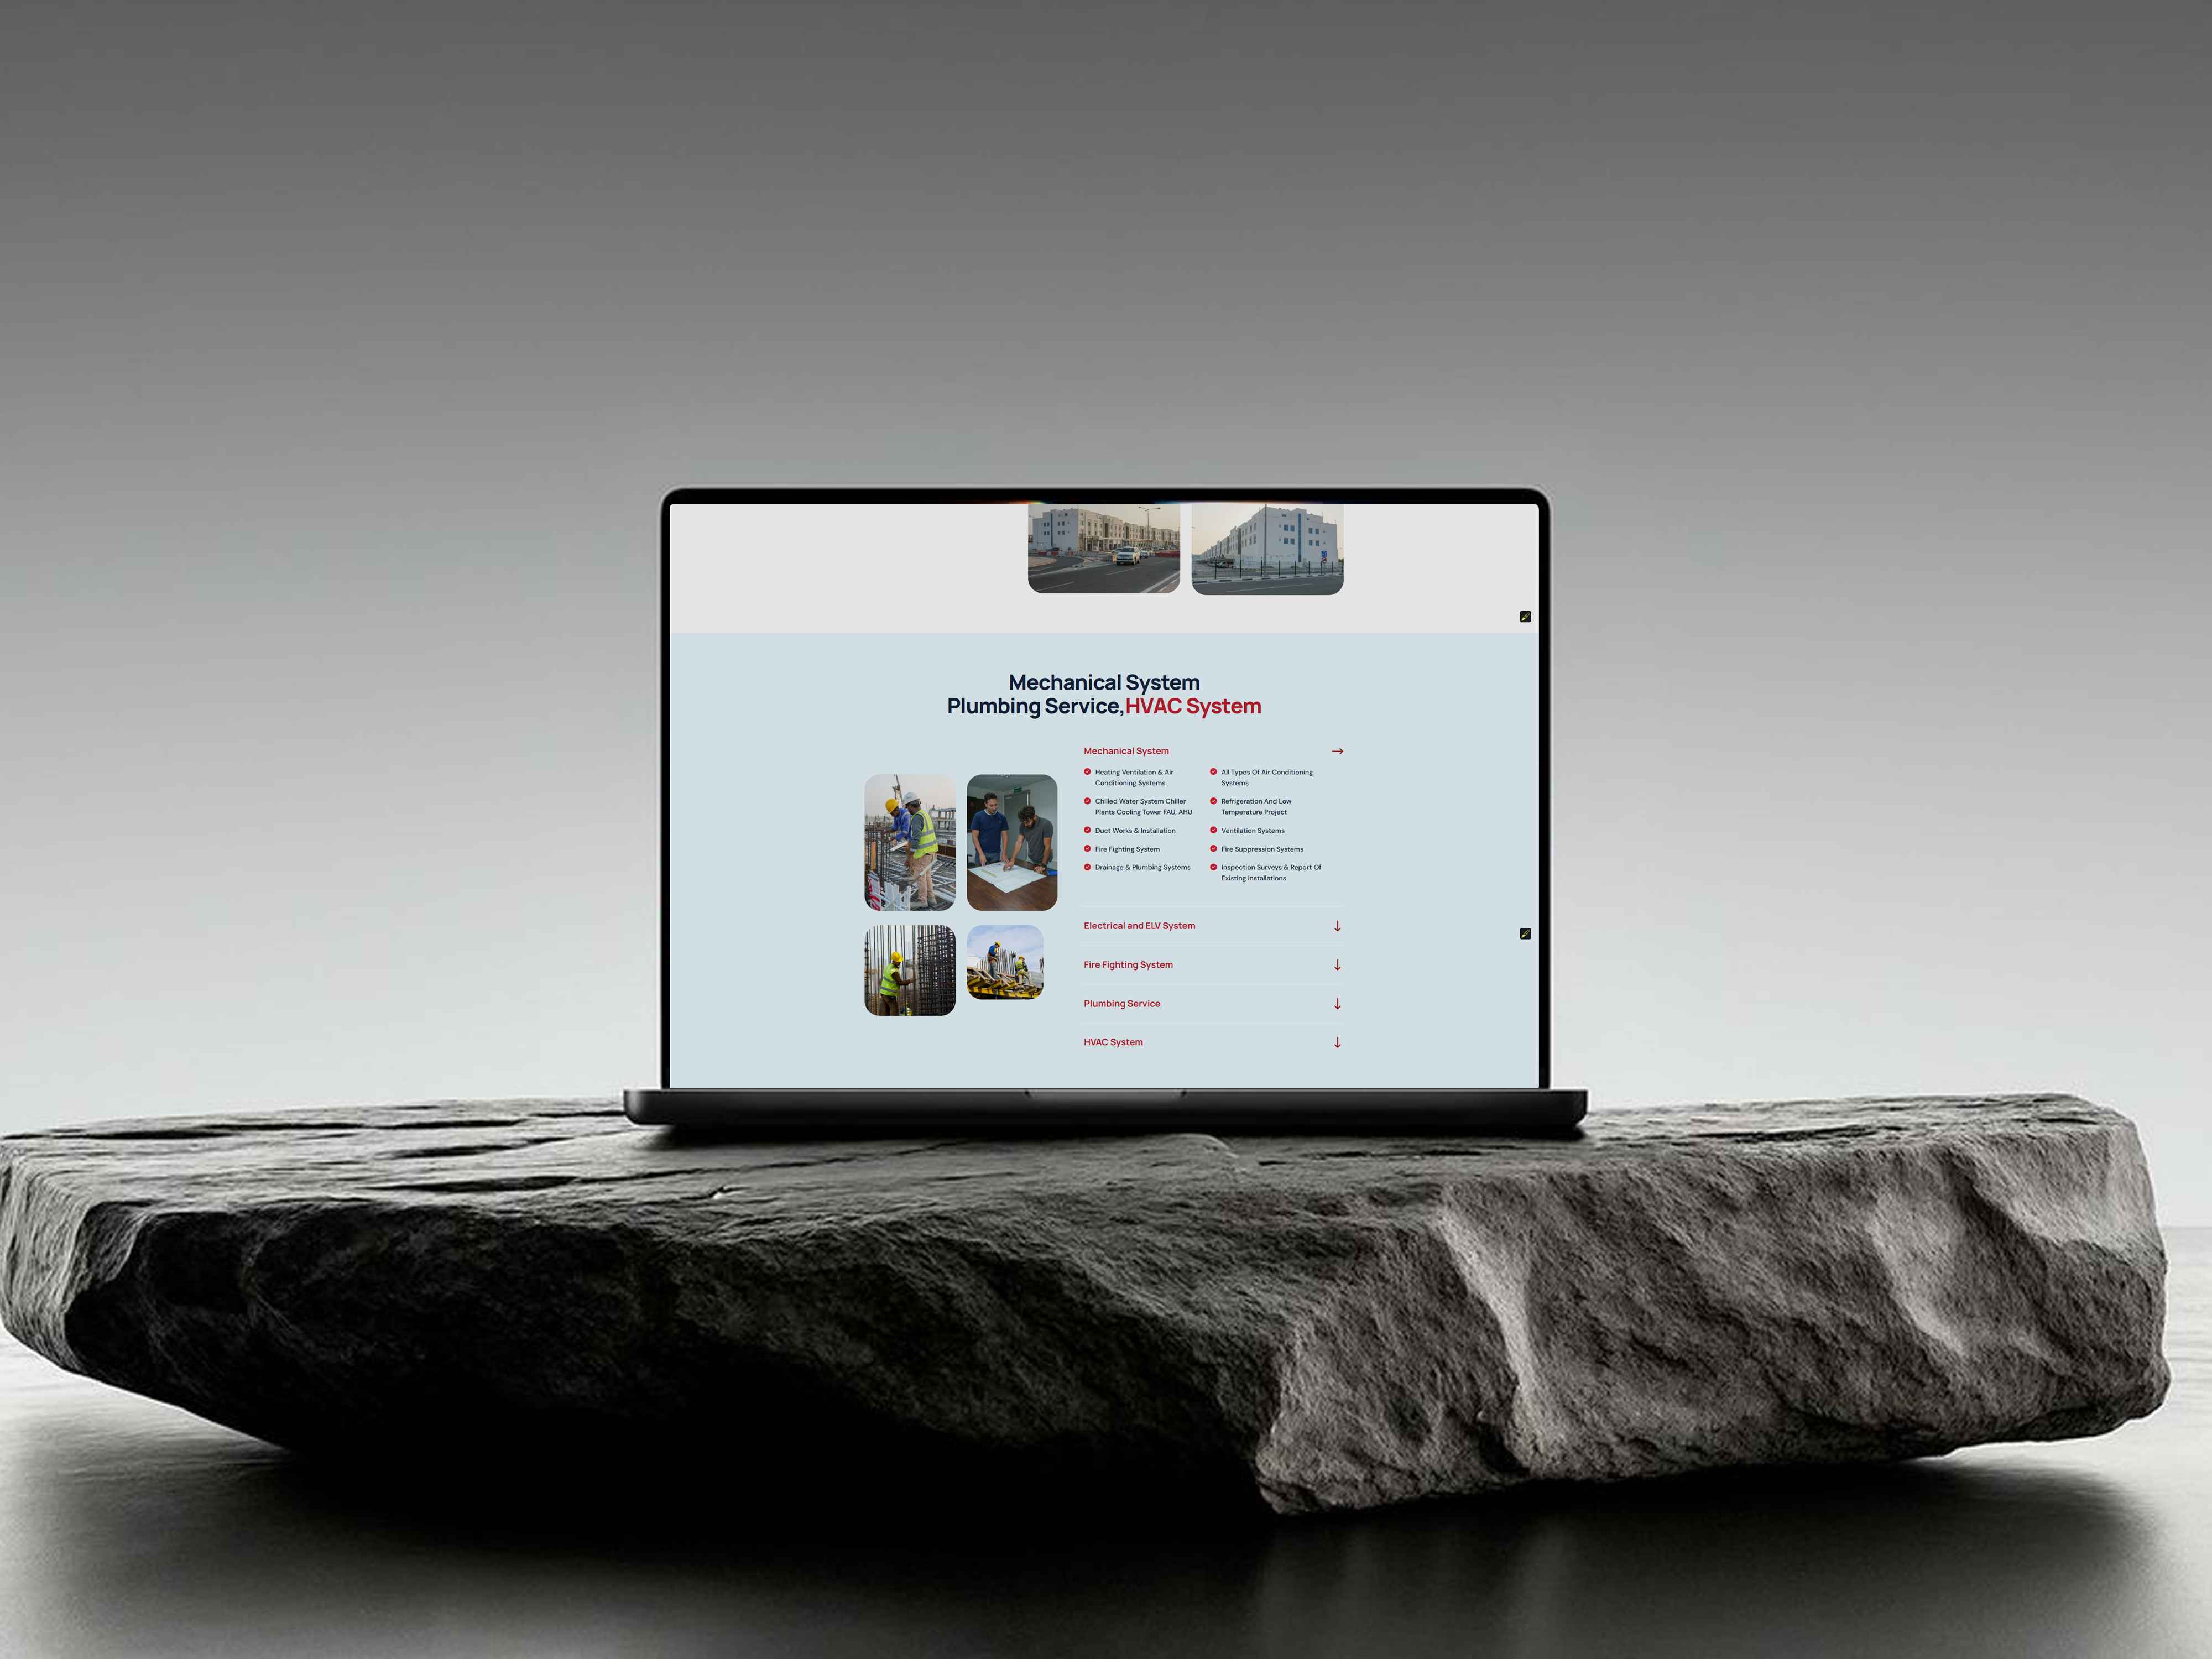 Mechanical System
Plumbing Service,HVAC System
Mechanical System
Heating Ventilation & Air
Conditioning Systems
Chilled Water System Chiller
Plants Cooling Tower FAU, AHU
Duct Works & Installation
Fire Fighting System
Drainage & Plumbing Systems
All Types Of Air Conditioning
Systems
Refrigeration And Low
Temperature Project
Ventilation Systems
Fire Suppression Systems
Inspection Surveys & Report Of
Existing Installations
Electrical and ELV System
Fire Fighting System
Plumbing Service
HVAC System